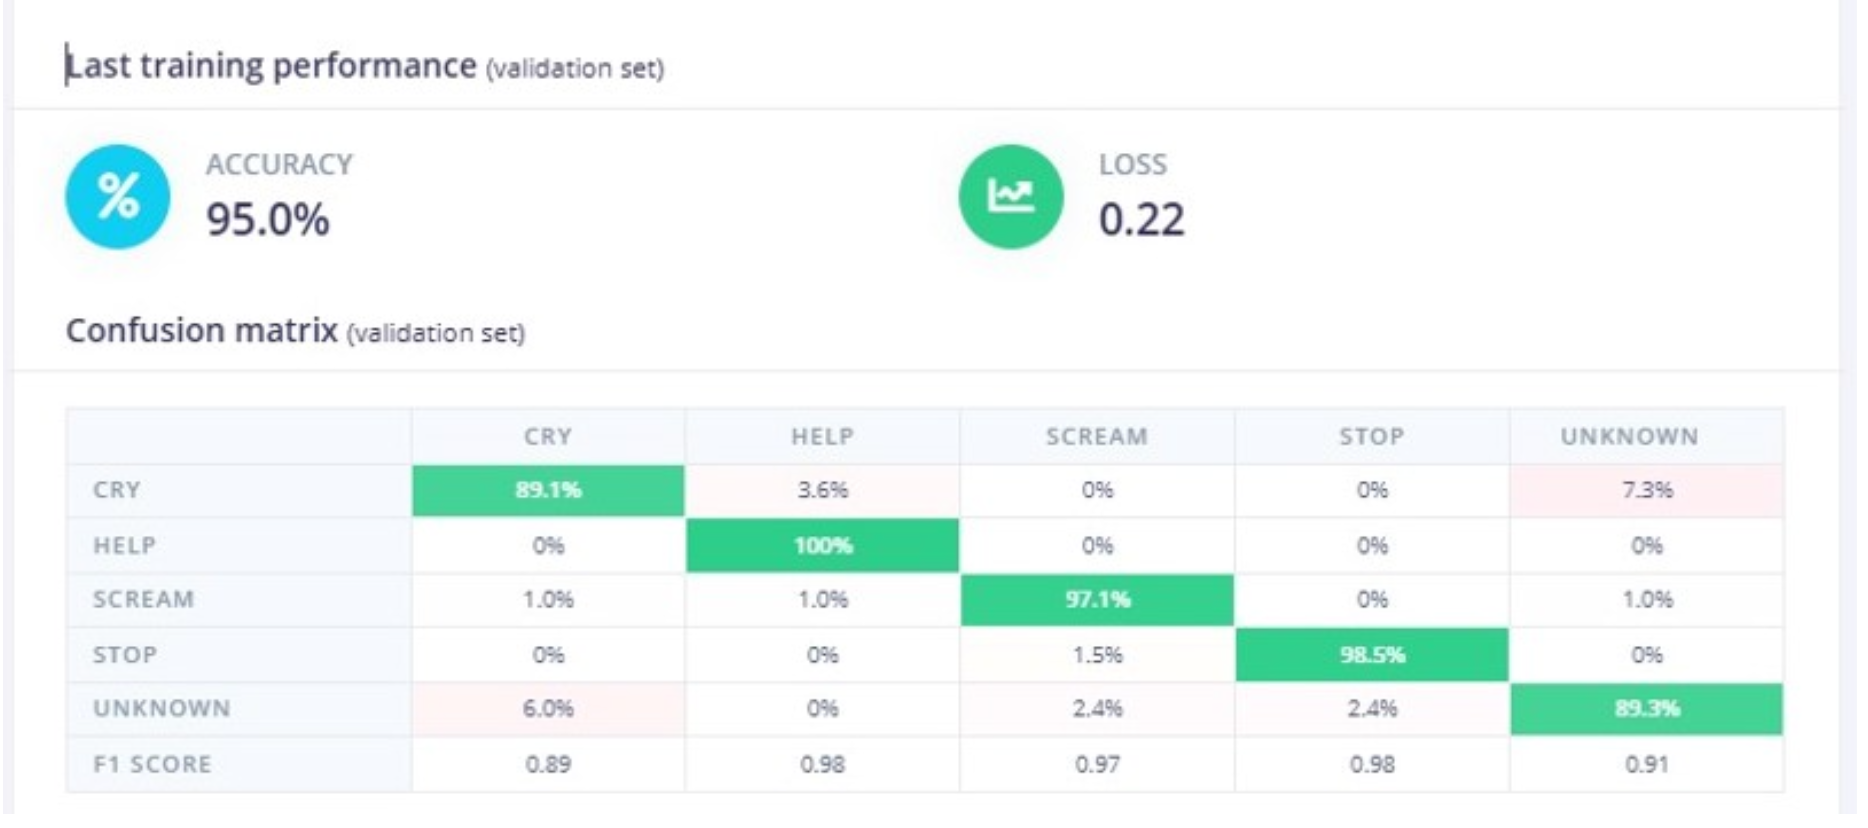 Last training performance (validation set)
% ACCURACY
95.0%
LOSS
0.22
Confusion matrix (validation set)
CRY HELP SCREAM STOP UNKNOWN
CRY 89.1% 3.6% 0% 0% 7.3%
HELP 0% 100% 0% 0% 0%
SCREAM 1.0% 1.0% 97.1% 0% 1.0%
STOP 0% 0% 1.5% 98.5% 0%
UNKNOWN 6.0% 0% 2.4% 2.4% 89.3%
F1 SCORE 0.89 0.98 0.97 0.98 0.91